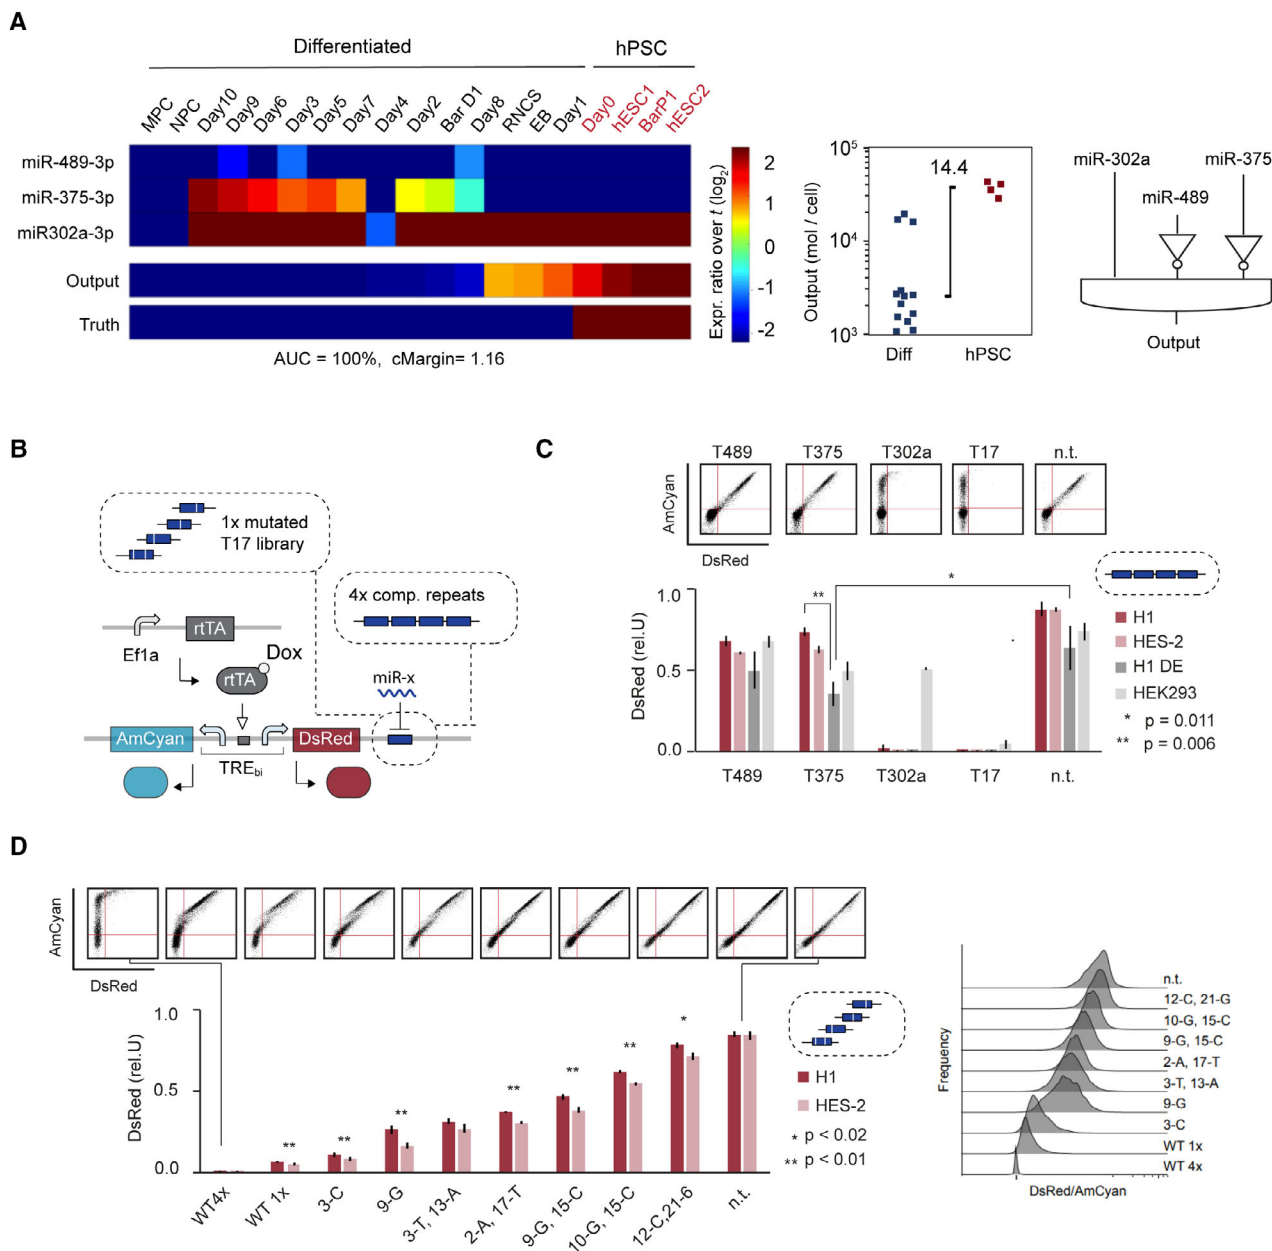 A
Differentiated
hPSC
MPC
NPC
Day10
Day9
Day6
Day3
Day5
Day7
Day4
Day2
Bar D1
Day8
RNCS
EB
Day1
Day0
hESC1
BarP1
hESC2
miR-489-3p
miR-375-3p
miR302a-3p
Output
Truth
AUC = 100%, cMargin= 1.16
2
1
0
-1
-2
Expr. ratio over t (log2)
10^5
10^4
10^3
Output (mol / cell)
14.4
Diff
hPSC
miR-302a
miR-375
miR-489
Output
B
1x mutated
T17 library
4x comp. repeats
rtTA
Ef1a
Dox
rtTA
miR-x
AmCyan
DsRed
TREbi
C
T489
T375
T302a
T17
n.t.
AmCyan
DsRed
*
**
1.0
0.5
0.0
DsRed (rel.U)
T489
T375
T302a
T17
n.t.
H1
HES-2
H1 DE
HEK293
* p = 0.011
** p = 0.006
D
AmCyan
DsRed
1.0
0.5
0.0
DsRed (rel.U)
**
**
**
**
**
**
*
WT4x
WT 1x
3-C
9-G
3-T, 13-A
2-A, 17-T
9-G, 15-C
10-G, 15-C
12-C,21-6
n.t.
H1
HES-2
* p < 0.02
** p < 0.01
Frequency
n.t.
12-C, 21-G
10-G, 15-C
9-G, 15-C
2-A, 17-T
3-T, 13-A
9-G
3-C
WT 1x
WT 4x
DsRed/AmCyan